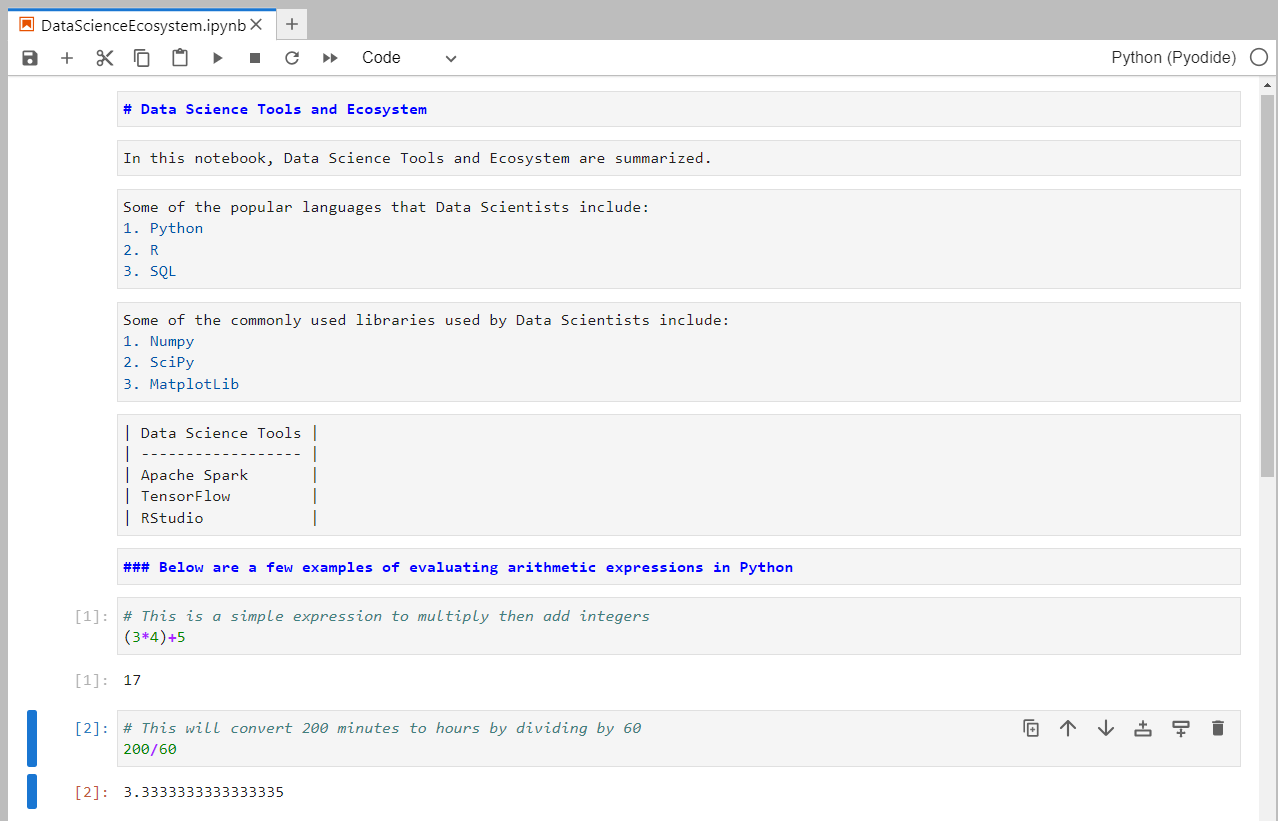 DataScienceEcosystem.ipynb
Code
Python (Pyodide)
# Data Science Tools and Ecosystem
In this notebook, Data Science Tools and Ecosystem are summarized.
Some of the popular languages that Data Scientists include:
1. Python
2. R
3. SQL
Some of the commonly used libraries used by Data Scientists include:
1. Numpy
2. SciPy
3. MatplotLib
| Data Science Tools |
| ------------------ |
| Apache Spark       |
| TensorFlow         |
| RStudio            |
### Below are a few examples of evaluating arithmetic expressions in Python
[1]: # This is a simple expression to multiply then add integers
(3*4)+5
[1]: 17
[2]: # This will convert 200 minutes to hours by dividing by 60
200/60
[2]: 3.3333333333333335